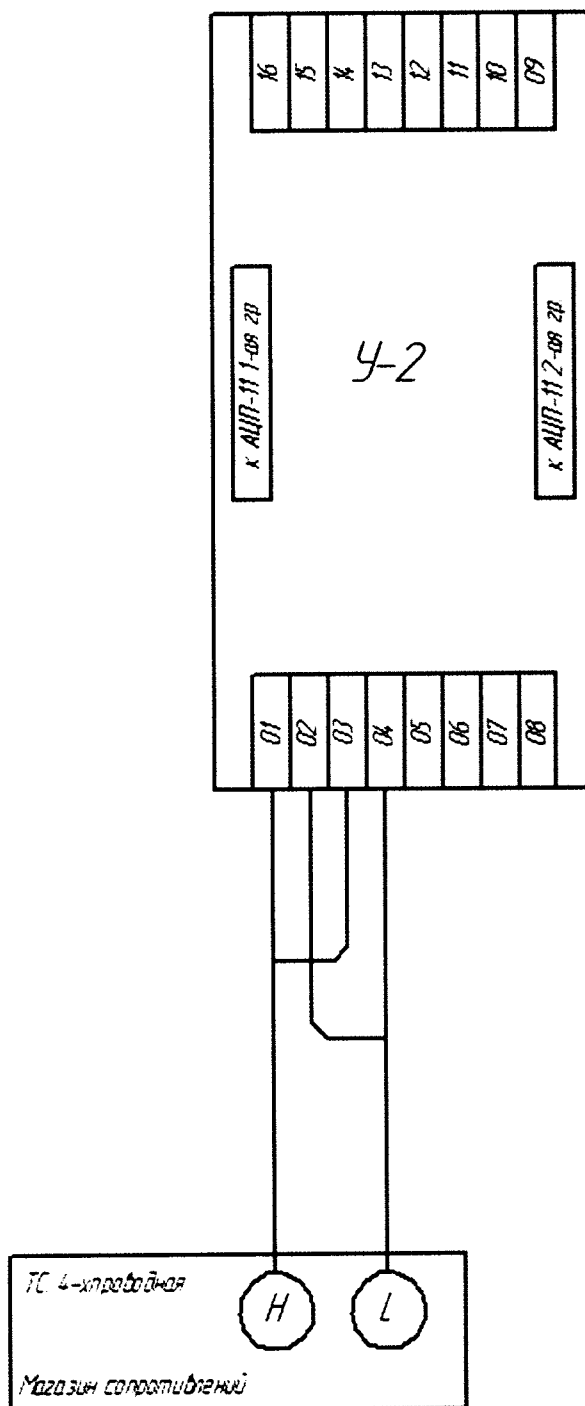 16 15 14 13 12 11 10 09
к АЦП-11 1-ая гр
У-2
к АЦП-11 2-ая гр
01 02 03 04 05 06 07 08
ТС 4-хпроводная
H L
Магазин сопротивлений